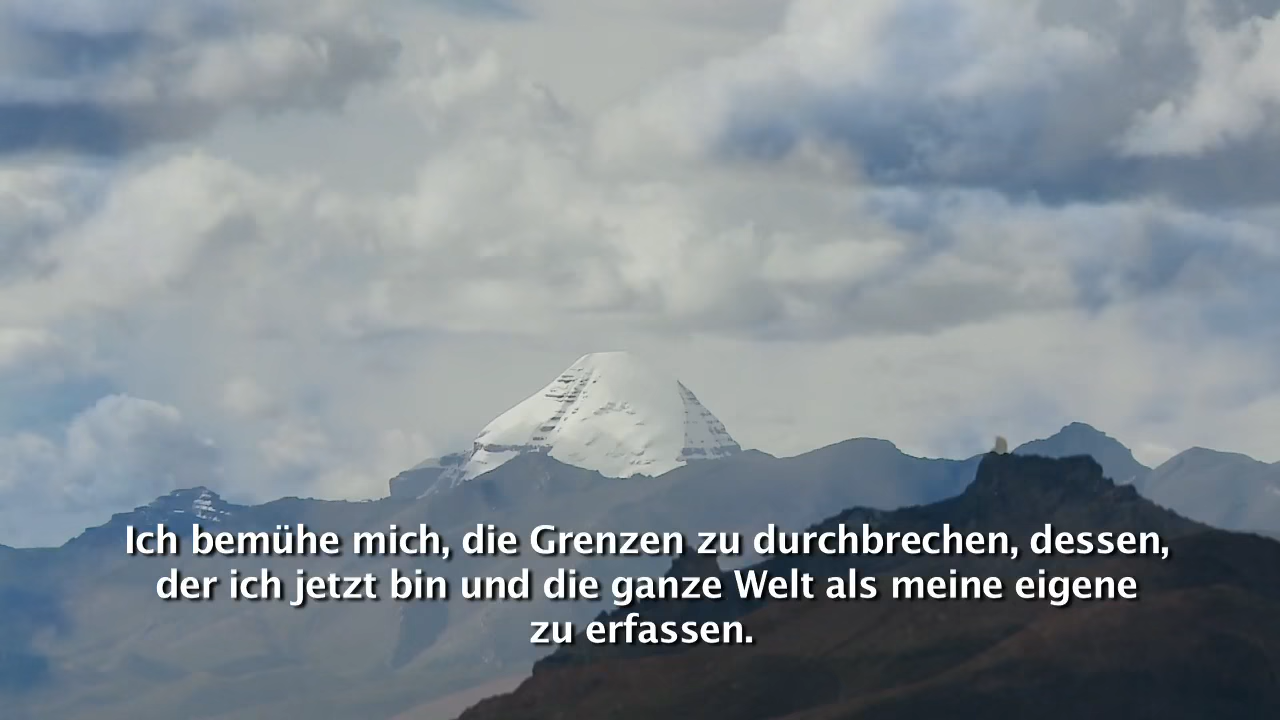 Ich bemühe mich, die Grenzen zu durchbrechen, dessen,
der ich jetzt bin und die ganze Welt als meine eigene
zu erfassen.